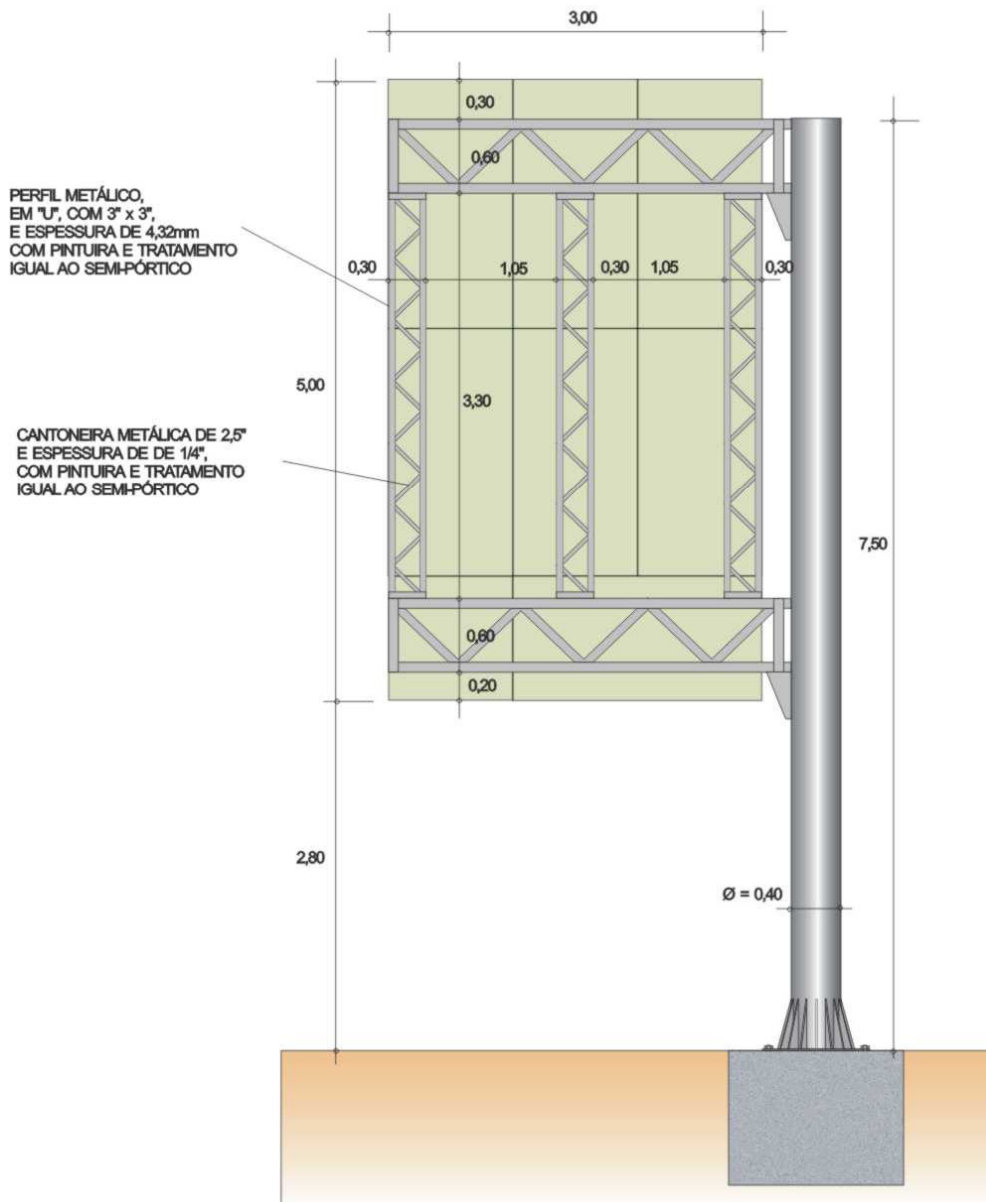 3,00
0,30
0,60
PERFIL METÁLICO,
EM "U", COM 3" x 3",
E ESPESSURA DE 4,32mm
COM PINTUIRA E TRATAMENTO
IGUAL AO SEMI-PÓRTICO
0,30 1,05 0,30 1,05 0,30
5,00
3,30
CANTONEIRA METÁLICA DE 2,5"
E ESPESSURA DE DE 1/4",
COM PINTUIRA E TRATAMENTO
IGUAL AO SEMI-PÓRTICO
7,50
0,60
0,20
2,80
Ø = 0,40